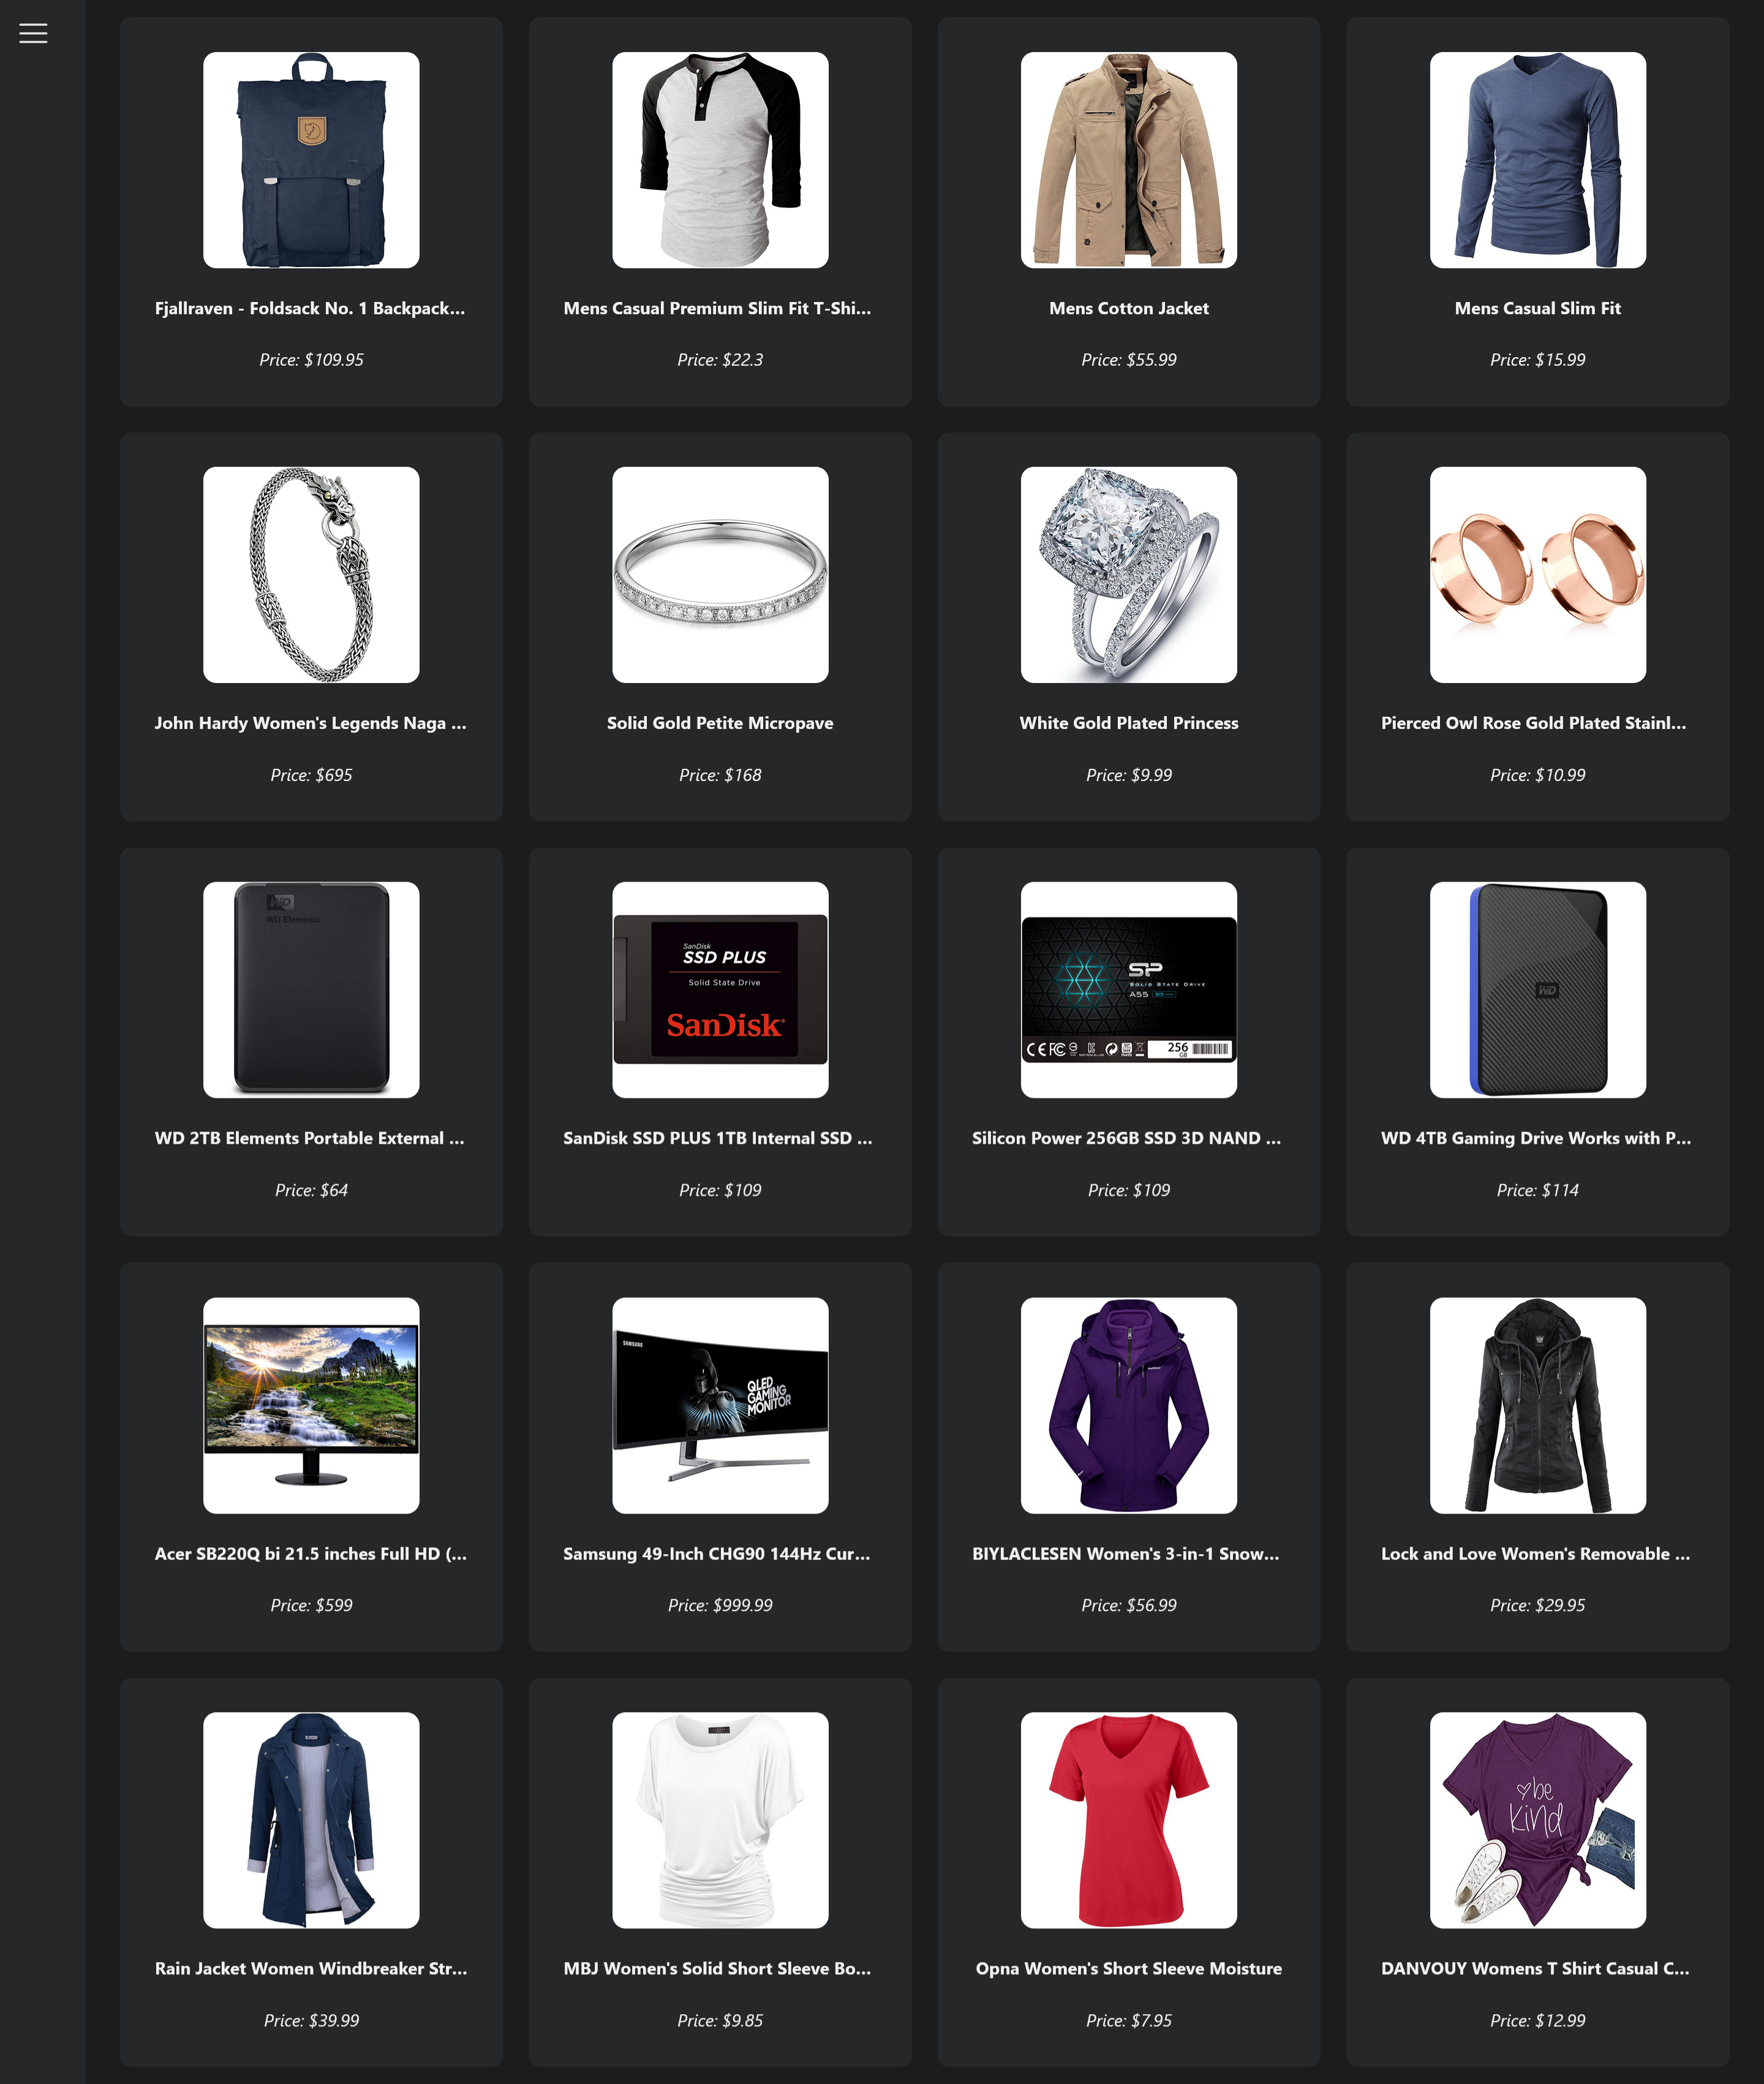 Fjallraven - Foldsack No. 1 Backpack...
Mens Casual Premium Slim Fit T-Shi...
Mens Cotton Jacket
Mens Casual Slim Fit
Price: $109.95
Price: $22.3
Price: $55.99
Price: $15.99
John Hardy Women's Legends Naga ...
Solid Gold Petite Micropave
White Gold Plated Princess
Pierced Owl Rose Gold Plated Stainl...
Price: $695
Price: $168
Price: $9.99
Price: $10.99
WD
WD Elements
SanDisk
SSD PLUS
Solid State Drive
SanDisk
SP
SOLID STATE DRIVE
A55
256
GB
WD
WD 2TB Elements Portable External ...
SanDisk SSD PLUS 1TB Internal SSD ...
Silicon Power 256GB SSD 3D NAND ...
WD 4TB Gaming Drive Works with P...
Price: $64
Price: $109
Price: $109
Price: $114
SAMSUNG
QLED
GAMING
MONITOR
Acer SB220Q bi 21.5 inches Full HD (...
Samsung 49-Inch CHG90 144Hz Cur...
BIYLACLESEN Women's 3-in-1 Snow...
Lock and Love Women's Removable ...
Price: $599
Price: $999.99
Price: $56.99
Price: $29.95
be
kind
Rain Jacket Women Windbreaker Str...
MBJ Women's Solid Short Sleeve Bo...
Opna Women's Short Sleeve Moisture
DANVOUY Womens T Shirt Casual C...
Price: $39.99
Price: $9.85
Price: $7.95
Price: $12.99